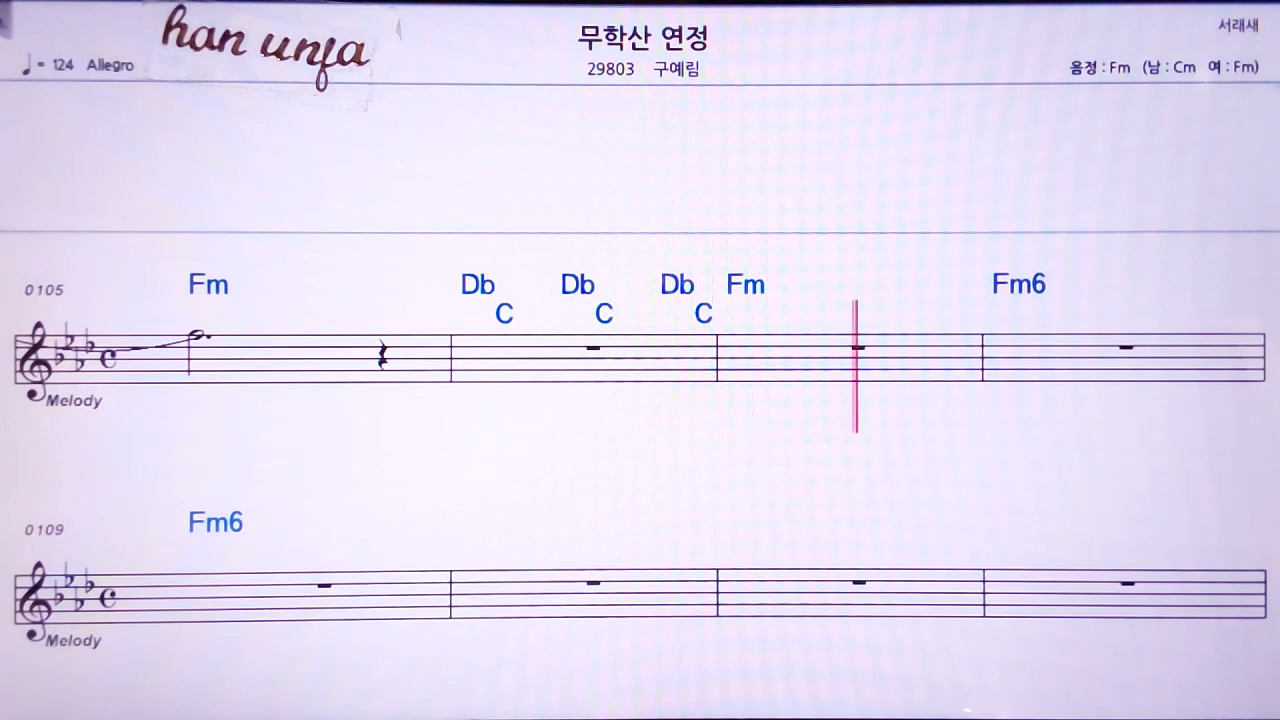 han unja
무학산 연정
서래새
♩ = 124 Allegro
29803 구예림
음정 : Fm (남 : Cm 여 : Fm)
0105
Fm Db Db Db Fm Fm6
C C C
Melody
0109
Fm6
Melody